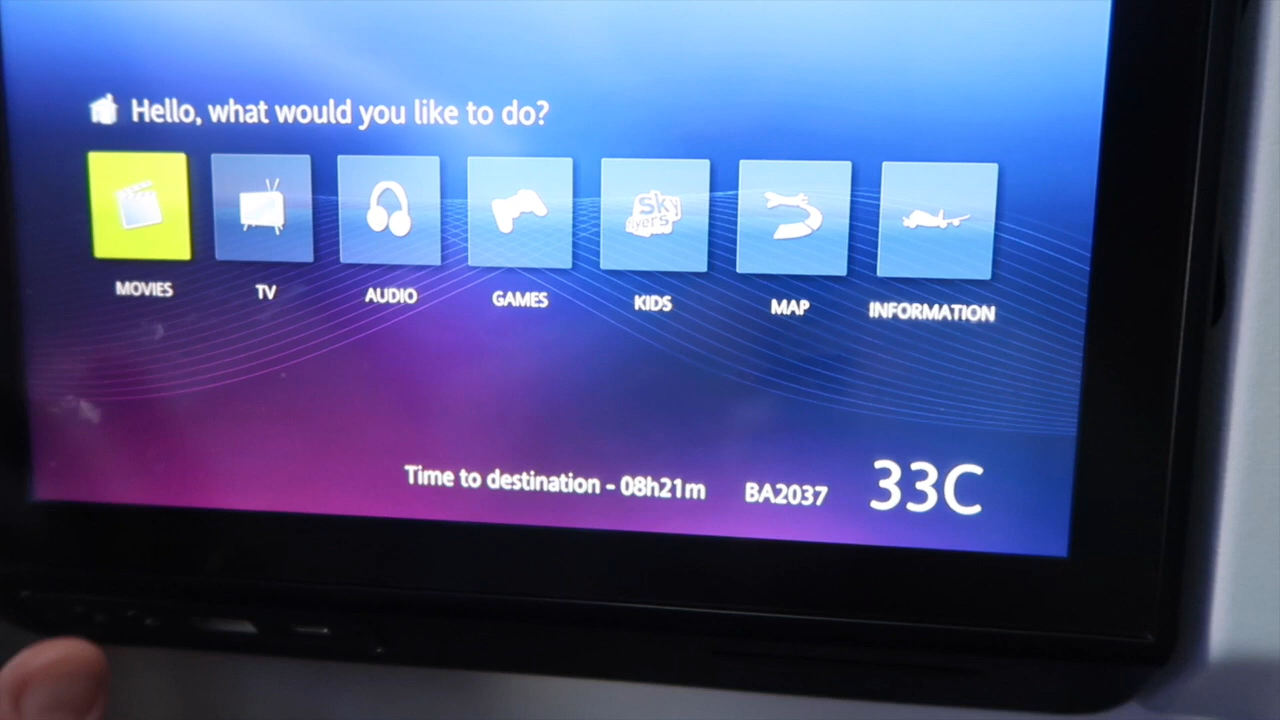 Hello, what would you like to do?
Sky
flyers
MOVIES
TV
AUDIO
GAMES
KIDS
MAP
INFORMATION
Time to destination - 08h21m BA2037 33C